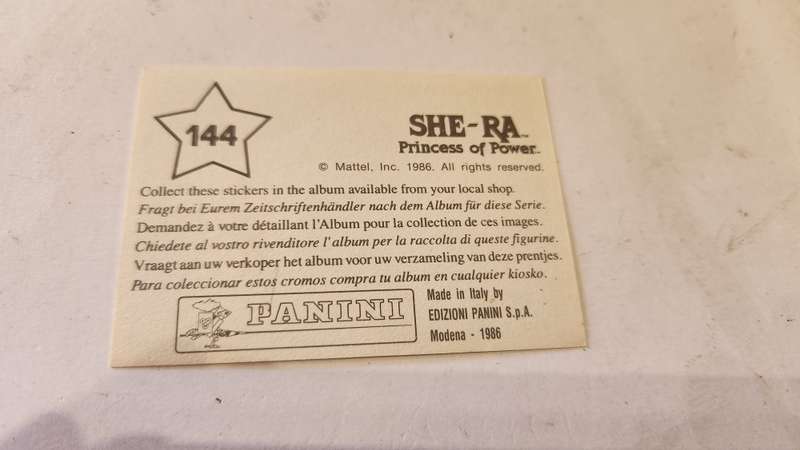 144
SHE-RA™
Princess of Power™
© Mattel, Inc. 1986. All rights reserved.
Collect these stickers in the album available from your local shop.
Fragt bei Eurem Zeitschriftenhändler nach dem Album für diese Serie.
Demandez à votre détaillant l'Album pour la collection de ces images.
Chiedete al vostro rivenditore l'album per la raccolta di queste figurine.
Vraagt aan uw verkoper het album voor uw verzameling van deze prentjes.
Para coleccionar estos cromos compra tu album en cualquier kiosko.
PANINI
Made in Italy by
EDIZIONI PANINI S.p.A.
Modena - 1986